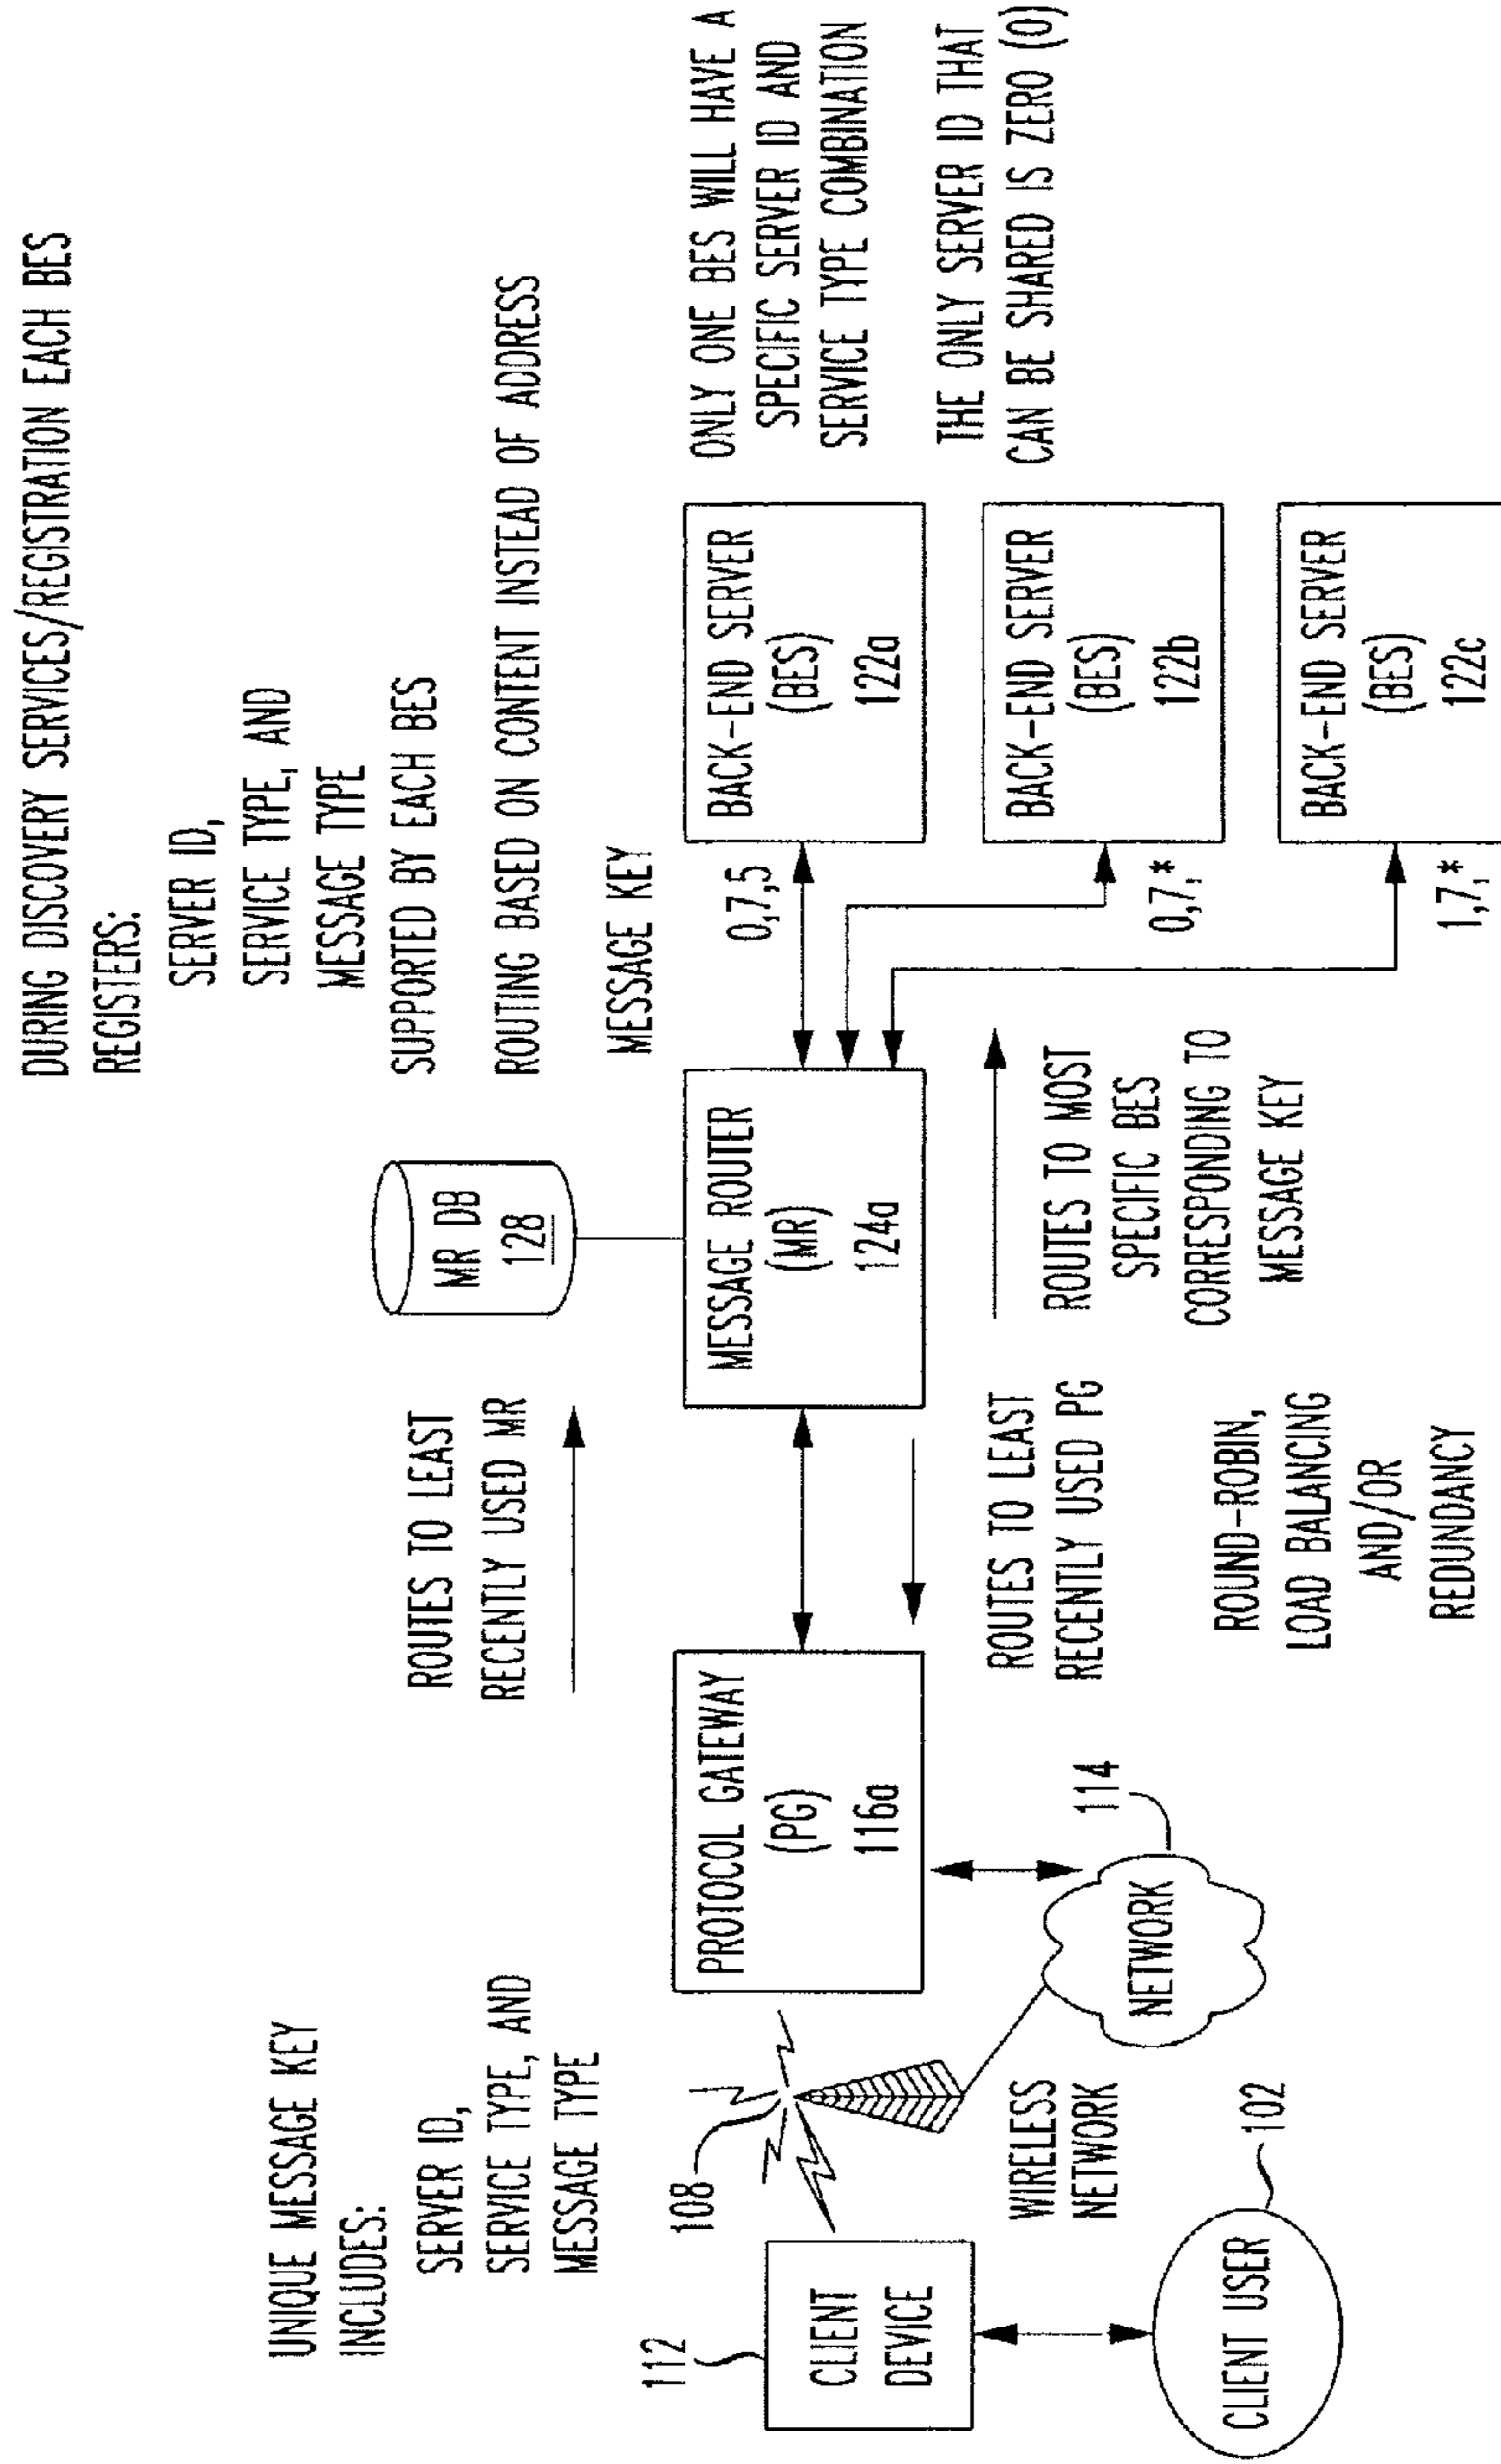 DURING DISCOVERY SERVICES/REGISTRATION EACH BES
REGISTERS:
SERVER ID,
SERVICE TYPE, AND
MESSAGE TYPE
SUPPORTED BY EACH BES
ROUTING BASED ON CONTENT INSTEAD OF ADDRESS
UNIQUE MESSAGE KEY
INCLUDES:
SERVER ID,
SERVICE TYPE, AND
MESSAGE TYPE
ROUTES TO LEAST
RECENTLY USED MR
MR DB
128
MESSAGE KEY
112
CLIENT
DEVICE
108
WIRELESS
NETWORK
CLIENT USER
102
PROTOCOL GATEWAY
(PG)
116a
NETWORK
114
MESSAGE ROUTER
(MR)
124a
ROUTES TO LEAST
RECENTLY USED PG
ROUND-ROBIN,
LOAD BALANCING
AND/OR
REDUNDANCY
ROUTES TO MOST
SPECIFIC BES
CORRESPONDING TO
MESSAGE KEY
0,7,5
BACK-END SERVER
(BES)
122a
0,7,*
BACK-END SERVER
(BES)
122b
1,7,*
BACK-END SERVER
(BES)
122c
ONLY ONE BES WILL HAVE A
SPECIFIC SERVER ID AND
SERVICE TYPE COMBINATION
THE ONLY SERVER ID THAT
CAN BE SHARED IS ZERO (0)